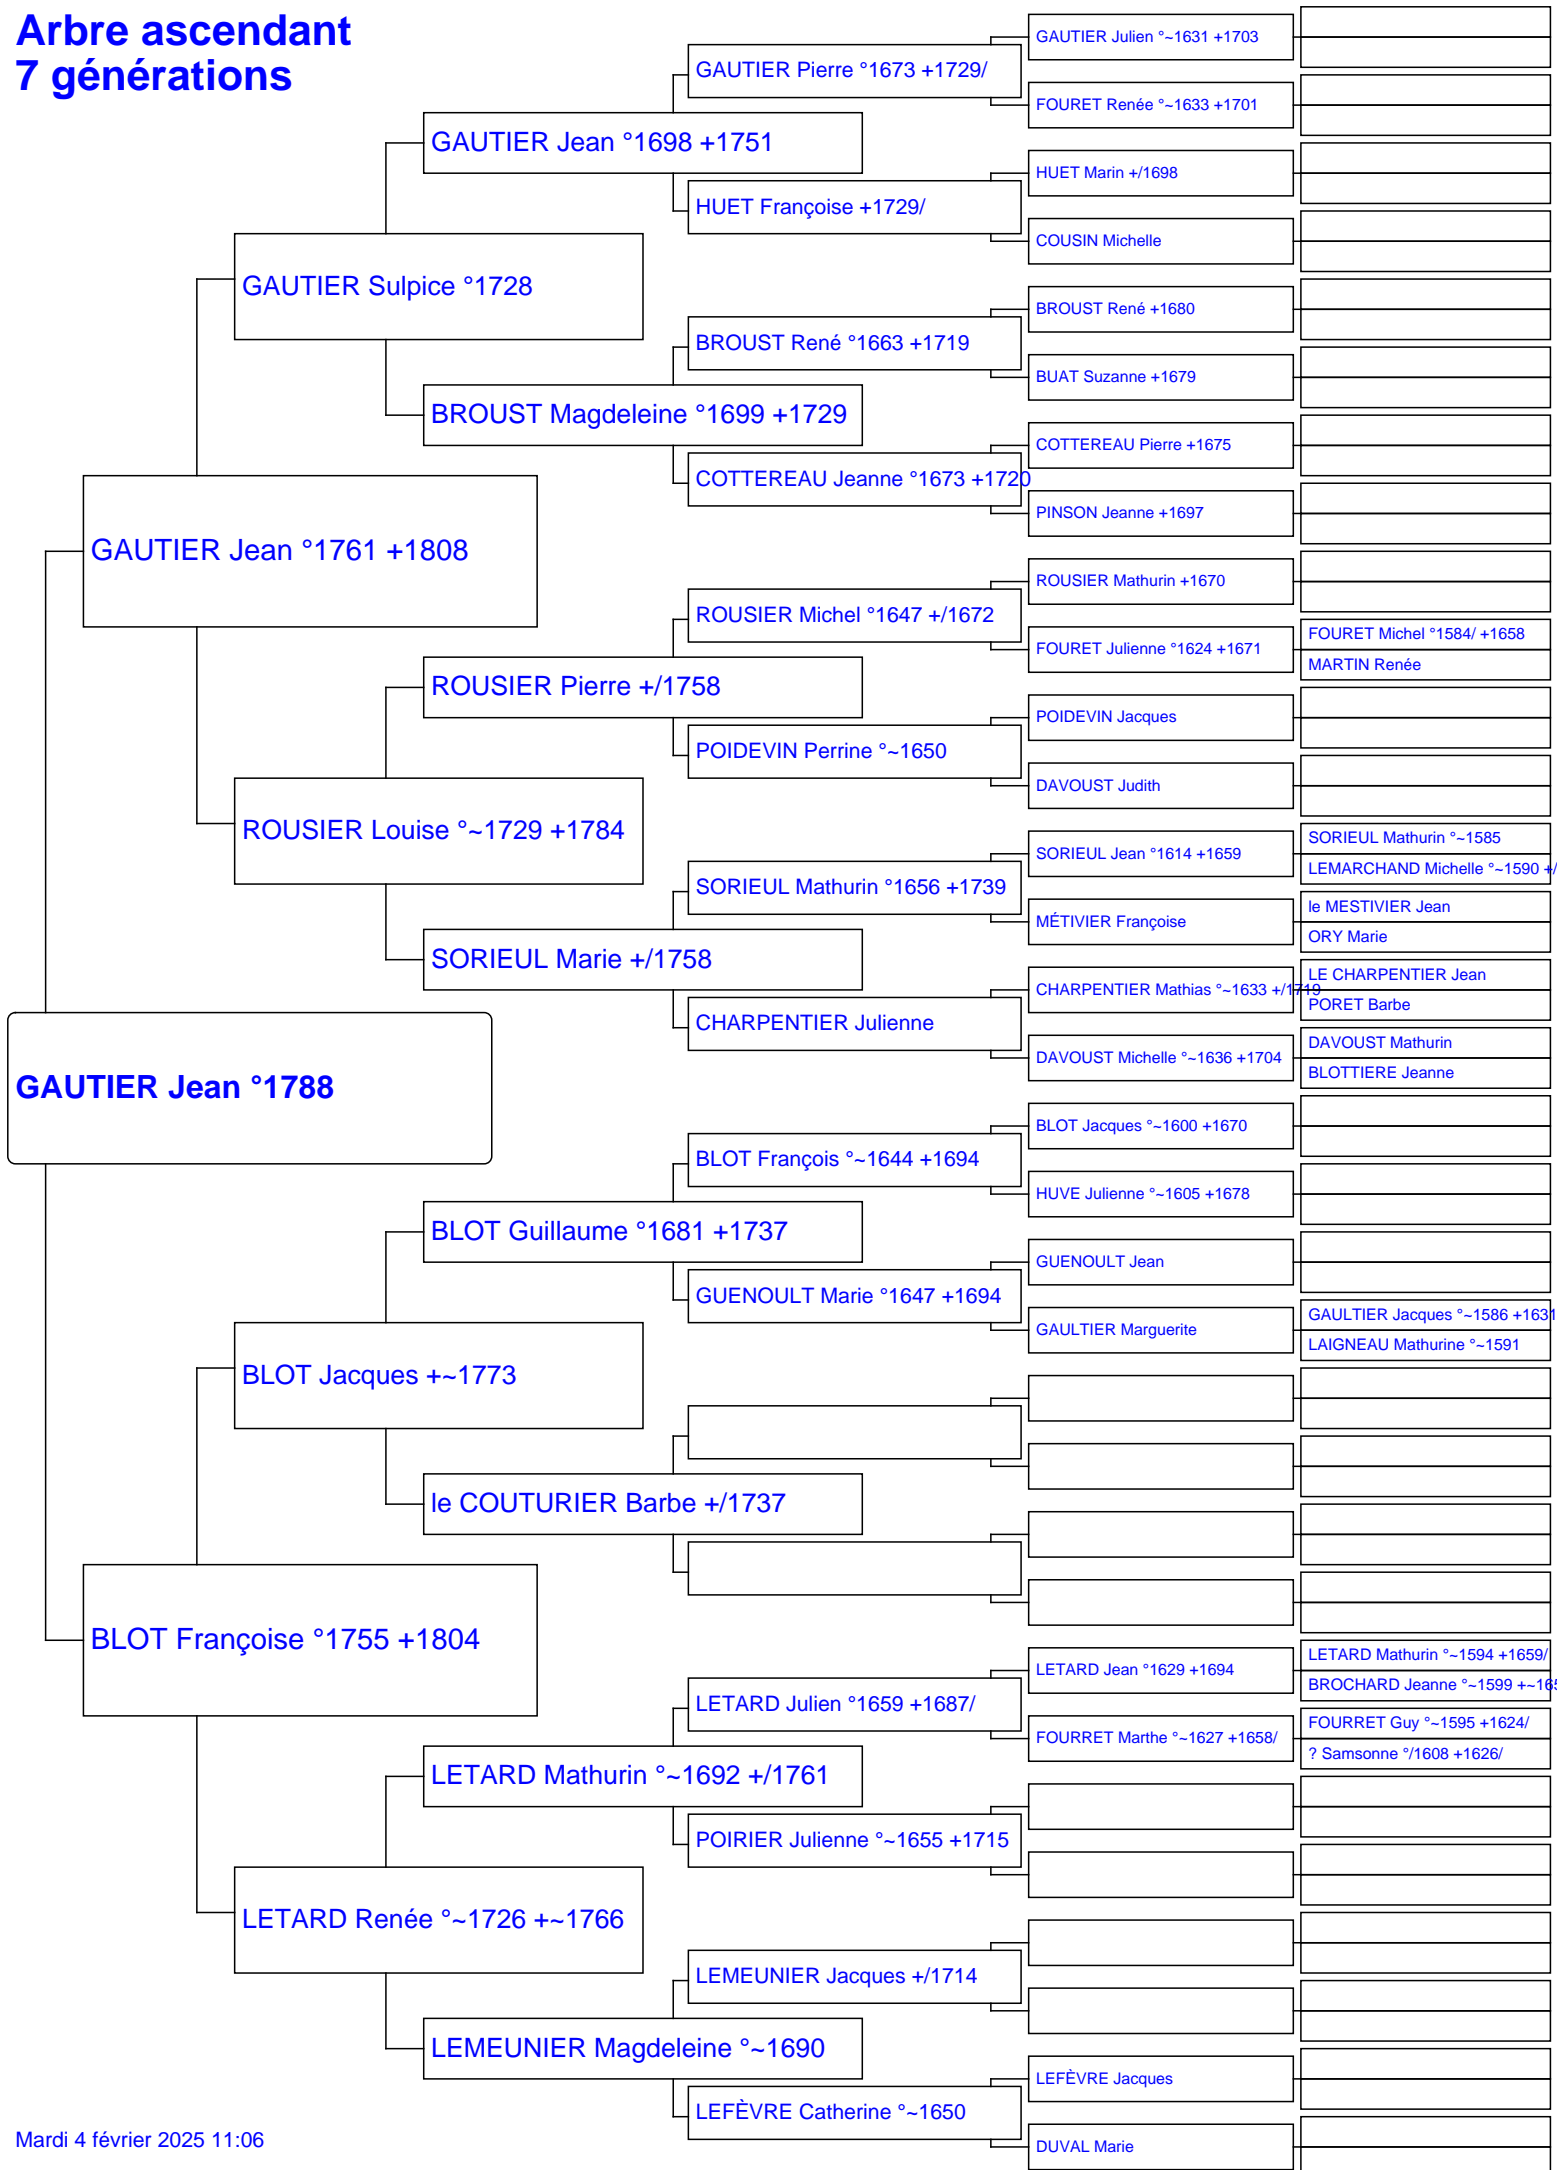 Arbre ascendant
7 générations
GAUTIER Jean °1788
GAUTIER Jean °1761 +1808
BLOT Françoise °1755 +1804
GAUTIER Sulpice °1728
ROUSIER Louise °~1729 +1784
BLOT Jacques +~1773
LETARD Renée °~1726 +~1766
GAUTIER Jean °1698 +1751
BROUST Magdeleine °1699 +1729
ROUSIER Pierre +/1758
SORIEUL Marie +/1758
BLOT Guillaume °1681 +1737
le COUTURIER Barbe +/1737
LETARD Mathurin °~1692 +/1761
LEMEUNIER Magdeleine °~1690
GAUTIER Pierre °1673 +1729/
HUET Françoise +1729/
BROUST René °1663 +1719
COTTEREAU Jeanne °1673 +1720
ROUSIER Michel °1647 +/1672
POIDEVIN Perrine °~1650
SORIEUL Mathurin °1656 +1739
CHARPENTIER Julienne
BLOT François °~1644 +1694
GUENOULT Marie °1647 +1694
LETARD Julien °1659 +1687/
POIRIER Julienne °~1655 +1715
LEMEUNIER Jacques +/1714
LEFÈVRE Catherine °~1650
GAUTIER Julien °~1631 +1703
FOURET Renée °~1633 +1701
HUET Marin +/1698
COUSIN Michelle
BROUST René +1680
BUAT Suzanne +1679
COTTEREAU Pierre +1675
PINSON Jeanne +1697
ROUSIER Mathurin +1670
FOURET Julienne °1624 +1671
POIDEVIN Jacques
DAVOUST Judith
SORIEUL Jean °1614 +1659
MÉTIVIER Françoise
CHARPENTIER Mathias °~1633 +/1719
DAVOUST Michelle °~1636 +1704
BLOT Jacques °~1600 +1670
HUVE Julienne °~1605 +1678
GUENOULT Jean
GAULTIER Marguerite
LETARD Jean °1629 +1694
FOURRET Marthe °~1627 +1658/
LEFÈVRE Jacques
DUVAL Marie
FOURET Michel °1584/ +1658
MARTIN Renée
SORIEUL Mathurin °~1585
LEMARCHAND Michelle °~1590 +/
le MESTIVIER Jean
ORY Marie
LE CHARPENTIER Jean
PORET Barbe
DAVOUST Mathurin
BLOTTIERE Jeanne
GAULTIER Jacques °~1586 +1631
LAIGNEAU Mathurine °~1591
LETARD Mathurin °~1594 +1659/
BROCHARD Jeanne °~1599
FOURRET Guy °~1595 +1624/
? Samsonne °/1608 +1626/
Mardi 4 février 2025 11:06